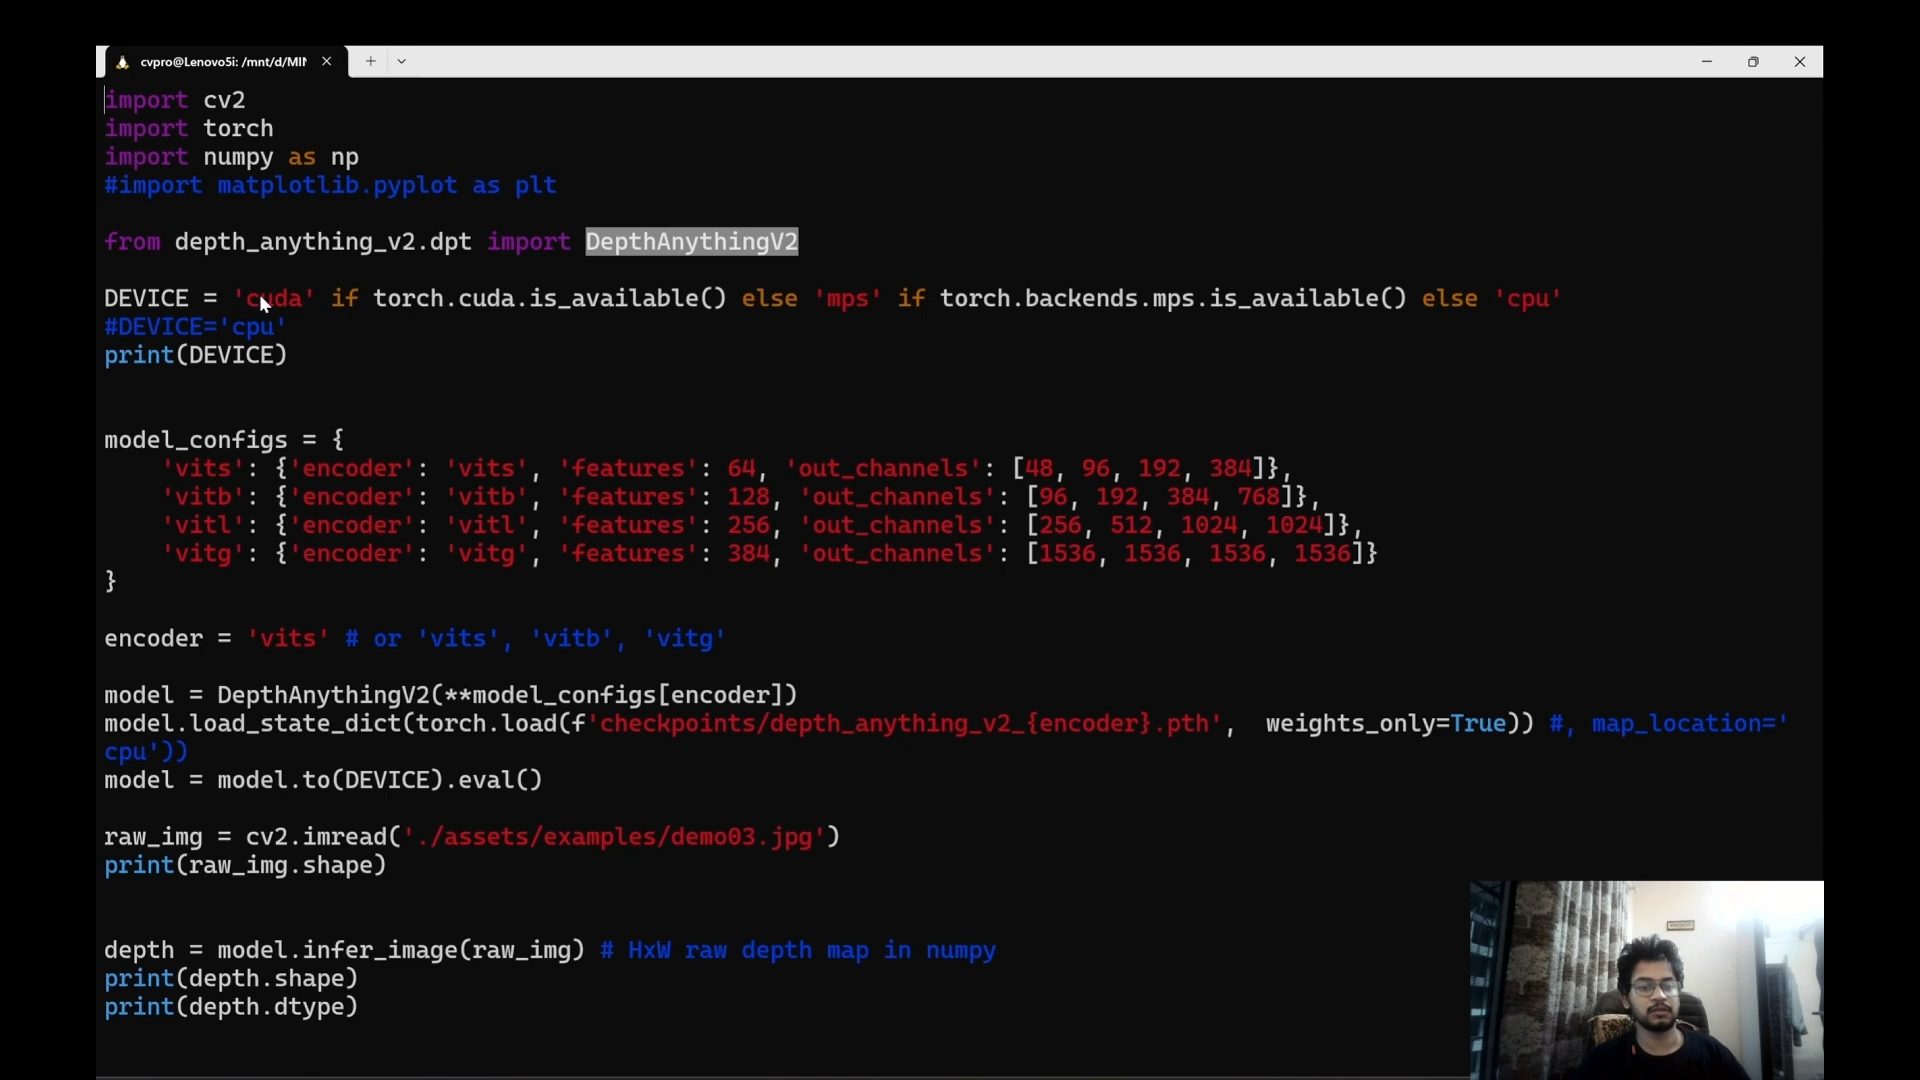 cvpro@Lenovo5i: /mnt/d/MIN
import cv2
import torch
import numpy as np
#import matplotlib.pyplot as plt
from depth_anything_v2.dpt import DepthAnythingV2
DEVICE = 'cuda' if torch.cuda.is_available() else 'mps' if torch.backends.mps.is_available() else 'cpu'
#DEVICE='cpu'
print(DEVICE)
model_configs = {
    'vits': {'encoder': 'vits', 'features': 64, 'out_channels': [48, 96, 192, 384]},
    'vitb': {'encoder': 'vitb', 'features': 128, 'out_channels': [96, 192, 384, 768]},
    'vitl': {'encoder': 'vitl', 'features': 256, 'out_channels': [256, 512, 1024, 1024]},
    'vitg': {'encoder': 'vitg', 'features': 384, 'out_channels': [1536, 1536, 1536, 1536]}
}
encoder = 'vits' # or 'vits', 'vitb', 'vitg'
model = DepthAnythingV2(**model_configs[encoder])
model.load_state_dict(torch.load(f'checkpoints/depth_anything_v2_{encoder}.pth',  weights_only=True)) #, map_location='
cpu'))
model = model.to(DEVICE).eval()
raw_img = cv2.imread('./assets/examples/demo03.jpg')
print(raw_img.shape)
depth = model.infer_image(raw_img) # HxW raw depth map in numpy
print(depth.shape)
print(depth.dtype)